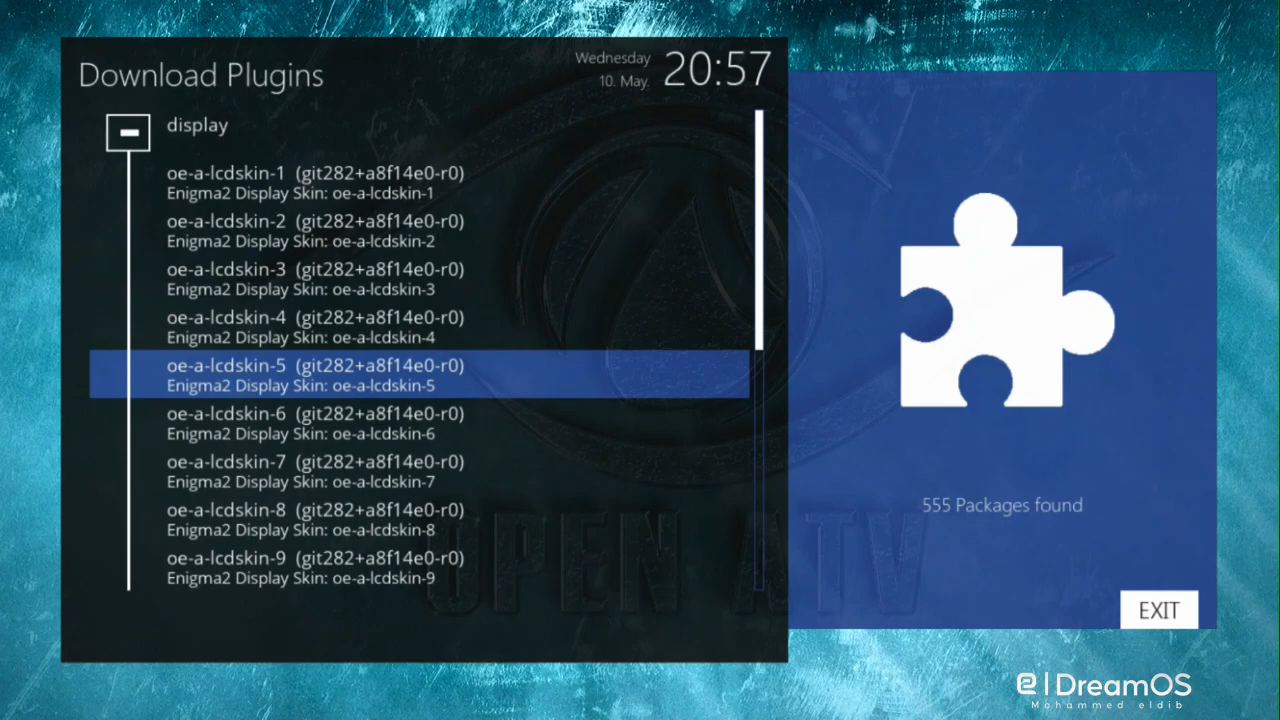 Download Plugins
Wednesday
10. May.
20:57
display
oe-a-lcdskin-1 (git282+a8f14e0-r0)
Enigma2 Display Skin: oe-a-lcdskin-1
oe-a-lcdskin-2 (git282+a8f14e0-r0)
Enigma2 Display Skin: oe-a-lcdskin-2
oe-a-lcdskin-3 (git282+a8f14e0-r0)
Enigma2 Display Skin: oe-a-lcdskin-3
oe-a-lcdskin-4 (git282+a8f14e0-r0)
Enigma2 Display Skin: oe-a-lcdskin-4
oe-a-lcdskin-5 (git282+a8f14e0-r0)
Enigma2 Display Skin: oe-a-lcdskin-5
oe-a-lcdskin-6 (git282+a8f14e0-r0)
Enigma2 Display Skin: oe-a-lcdskin-6
oe-a-lcdskin-7 (git282+a8f14e0-r0)
Enigma2 Display Skin: oe-a-lcdskin-7
oe-a-lcdskin-8 (git282+a8f14e0-r0)
Enigma2 Display Skin: oe-a-lcdskin-8
oe-a-lcdskin-9 (git282+a8f14e0-r0)
Enigma2 Display Skin: oe-a-lcdskin-9
OPEN ATV
555 Packages found
EXIT
DreamOS
Mohammed eldib